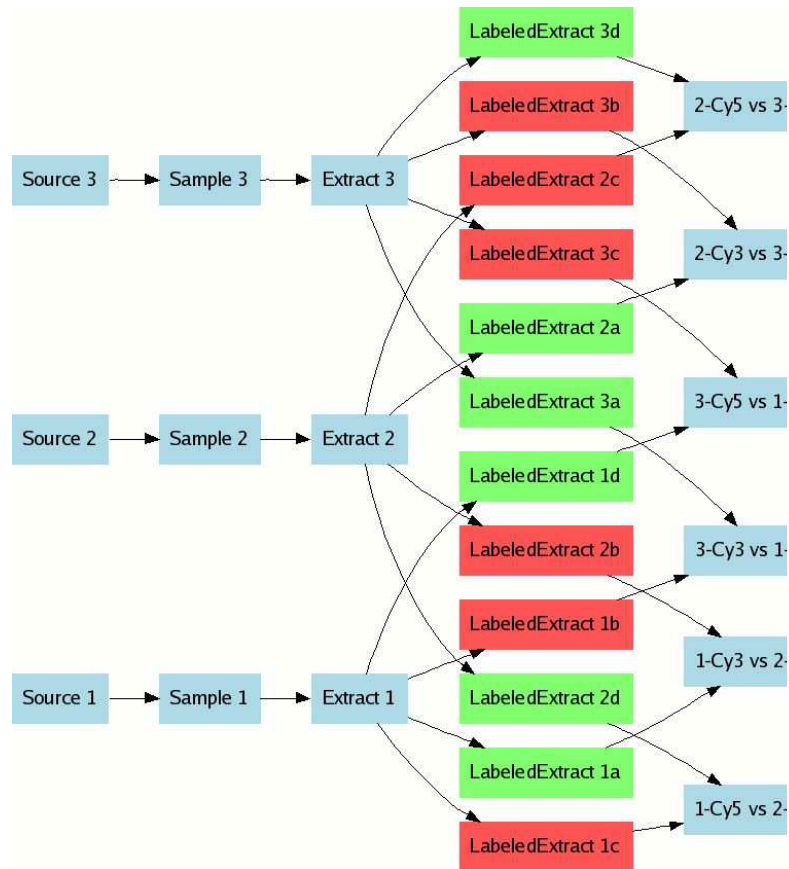 LabeledExtract 3d
LabeledExtract 3b
2-Cy5 vs 3-
Source 3
Sample 3
Extract 3
LabeledExtract 2c
LabeledExtract 3c
2-Cy3 vs 3-
LabeledExtract 2a
LabeledExtract 3a
3-Cy5 vs 1-
Source 2
Sample 2
Extract 2
LabeledExtract 1d
LabeledExtract 2b
3-Cy3 vs 1-
LabeledExtract 1b
1-Cy3 vs 2-
Source 1
Sample 1
Extract 1
LabeledExtract 2d
LabeledExtract 1a
1-Cy5 vs 2-
LabeledExtract 1c